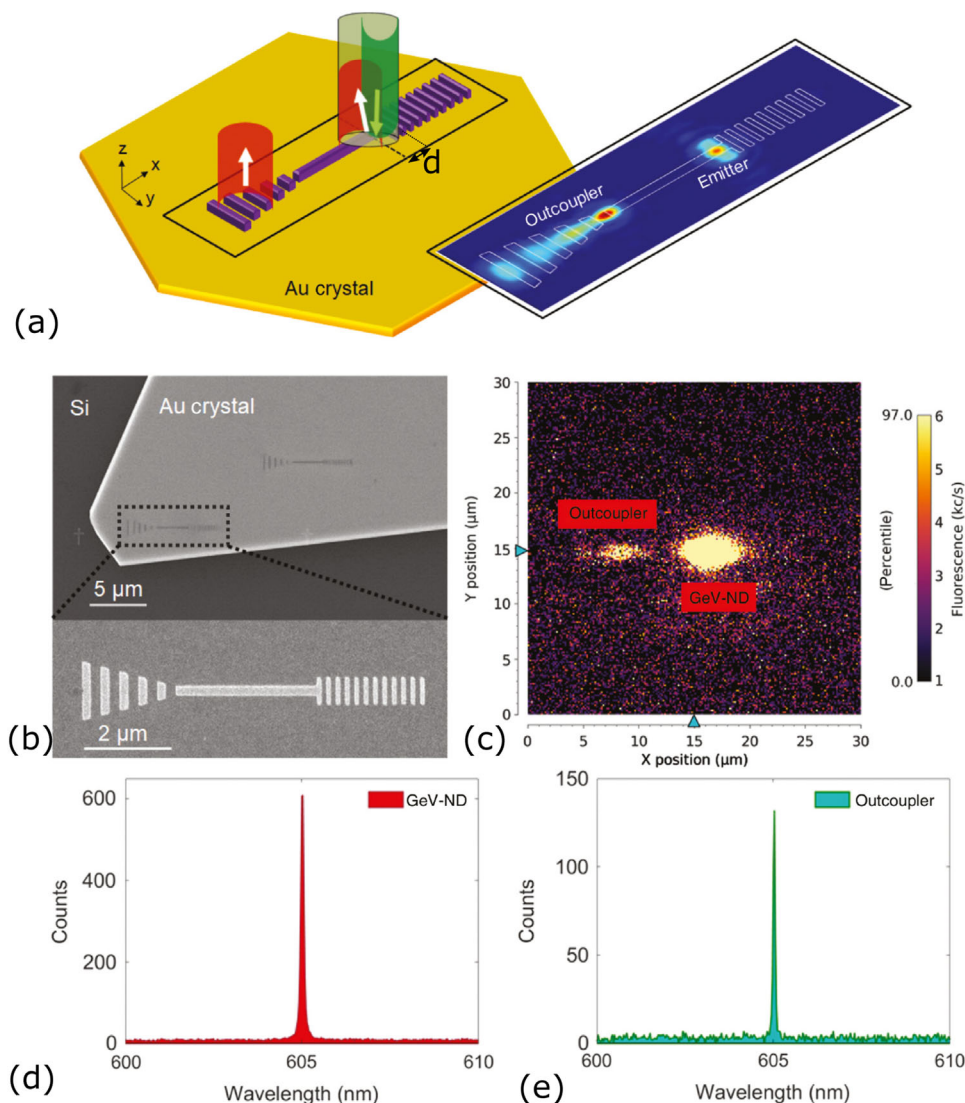 z
x
y
d
Au crystal
Outcoupler
Emitter
(a)
Si
Au crystal
5 µm
2 µm
(b)
30
25
20
15
10
5
0
Y position (µm)
0
5
10
15
20
25
30
X position (µm)
Outcoupler
GeV-ND
97.0
0.0
(Percentile)
6
5
4
3
2
1
Fluorescence (kc/s)
(c)
600
400
200
0
Counts
GeV-ND
600
605
610
Wavelength (nm)
(d)
150
100
50
0
Counts
Outcoupler
600
605
610
Wavelength (nm)
(e)